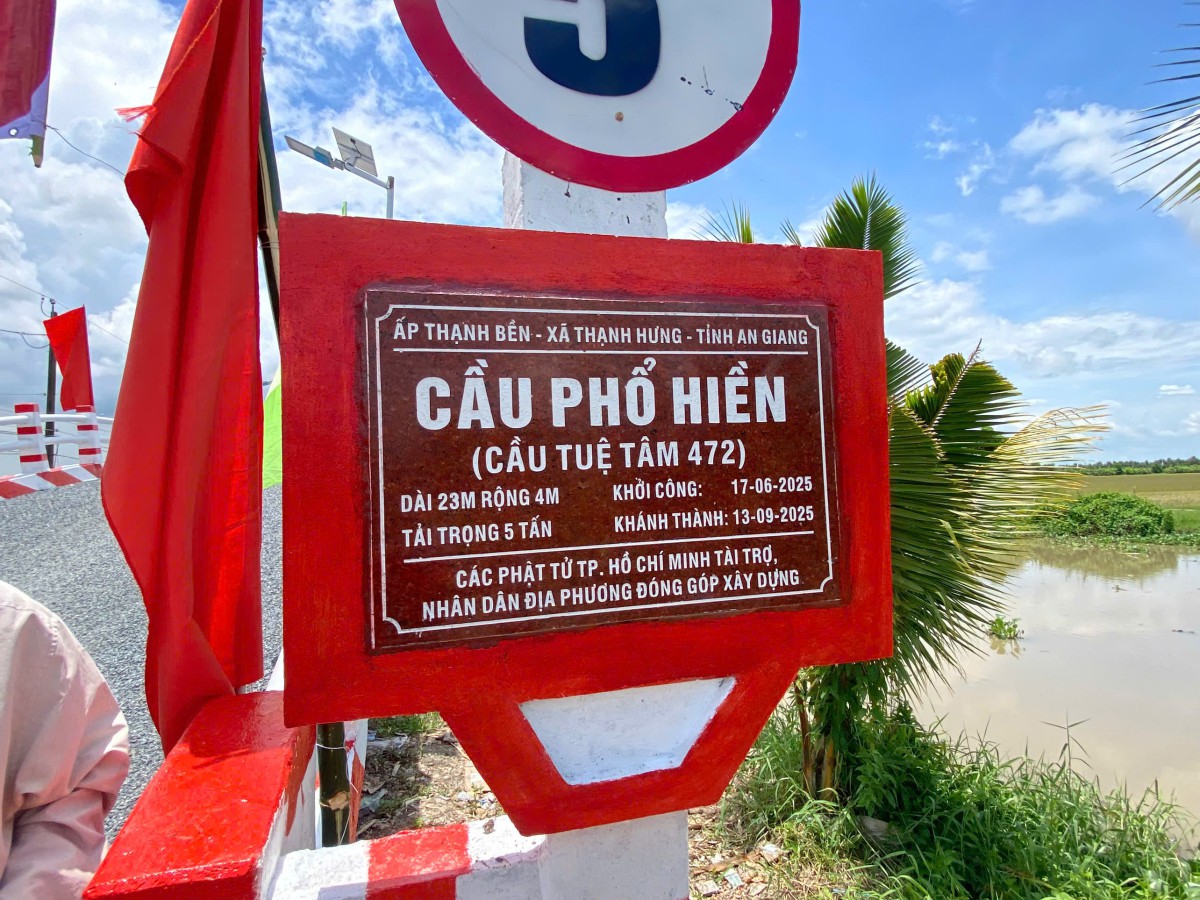 5
ẤP THẠNH BỀN - XÃ THẠNH HƯNG - TỈNH AN GIANG
CẦU PHỔ HIỀN
(CẦU TUỆ TÂM 472)
DÀI 23M RỘNG 4M KHỞI CÔNG: 17-06-2025
TẢI TRỌNG 5 TẤN KHÁNH THÀNH: 13-09-2025
CÁC PHẬT TỬ TP. HỒ CHÍ MINH TÀI TRỢ,
NHÂN DÂN ĐỊA PHƯƠNG ĐÓNG GÓP XÂY DỰNG